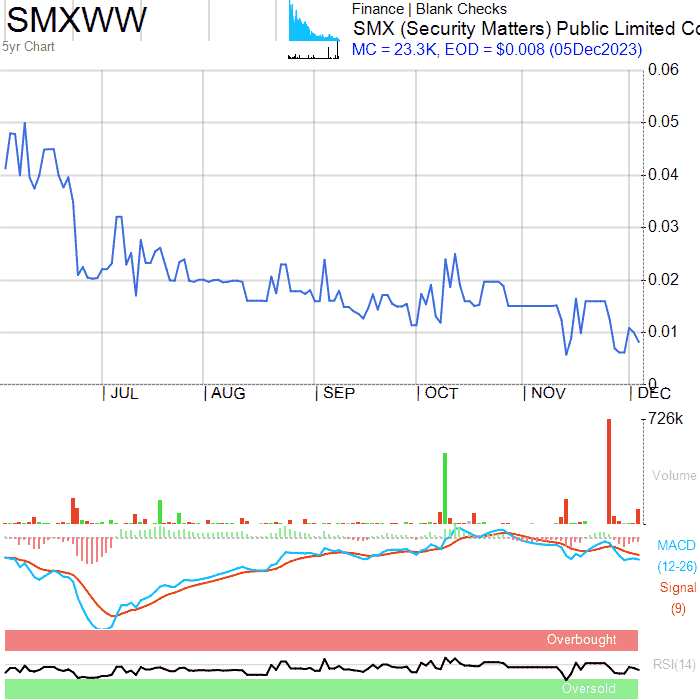 SMXWW
Finance | Blank Checks
SMX (Security Matters) Public Limited Co
5yr Chart
MC = 23.3K, EOD = $0.008 (05Dec2023)
0.06
0.05
0.04
0.03
0.02
0.01
0
| JUL | AUG | SEP | OCT | NOV | DEC
726k
Volume
MACD
(12-26)
Signal
(9)
Overbought
RSI(14)
Oversold